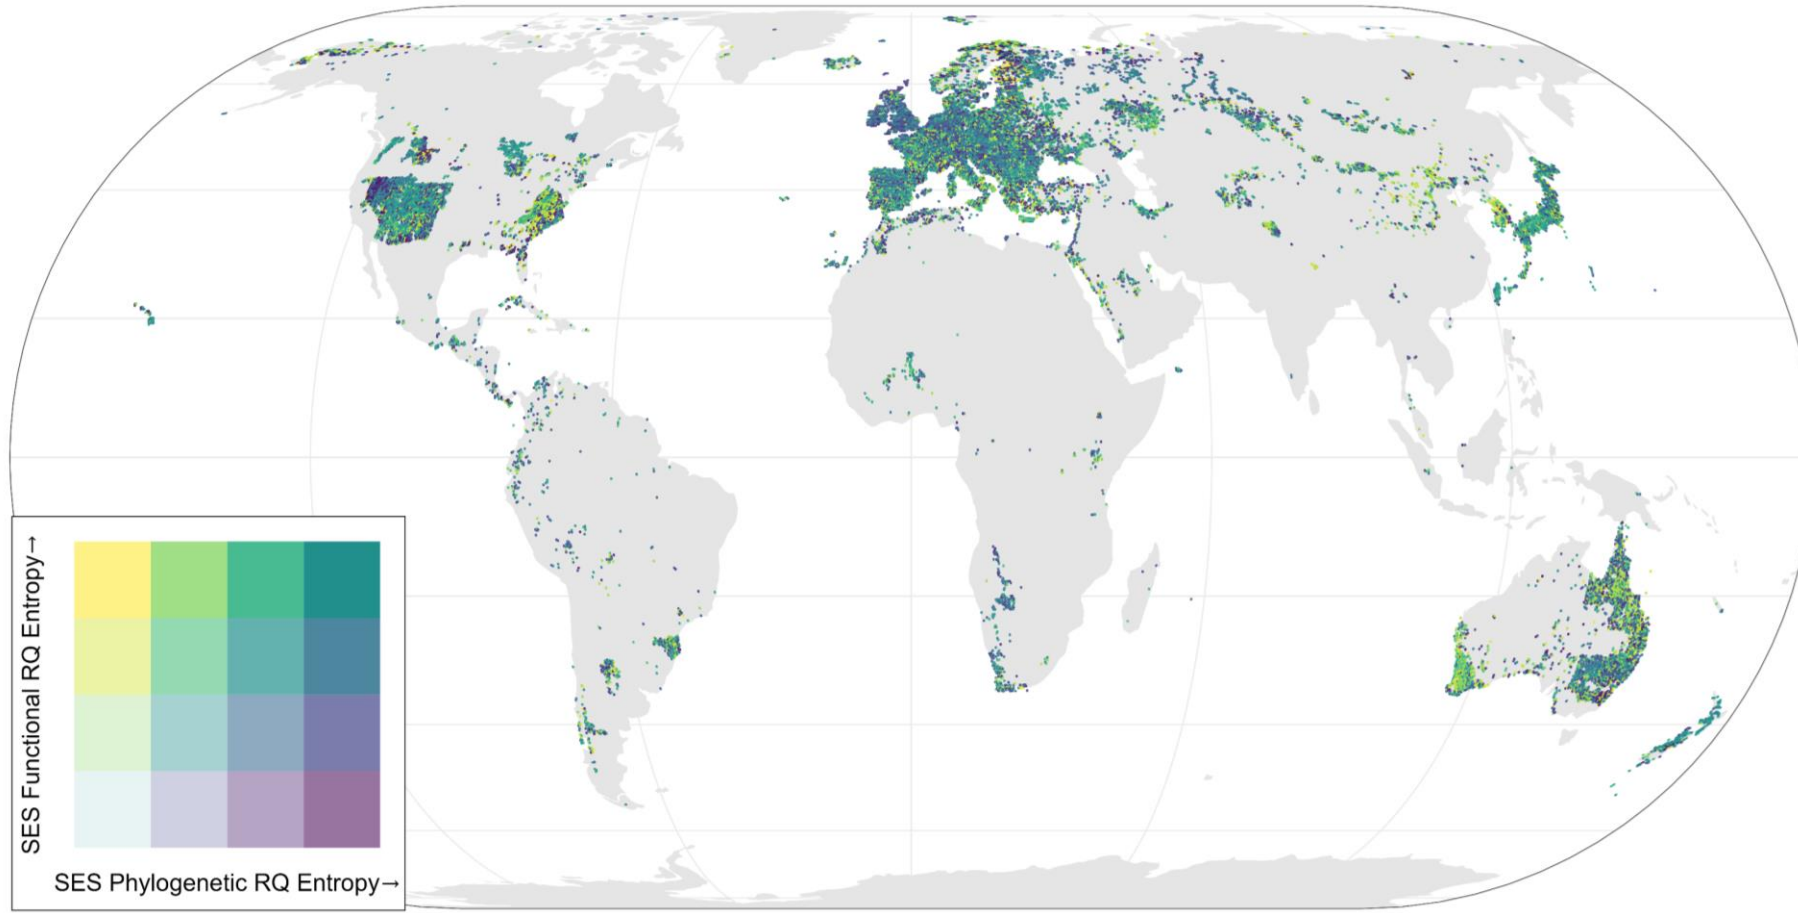 SES Functional RQ Entropy→
SES Phylogenetic RQ Entropy→